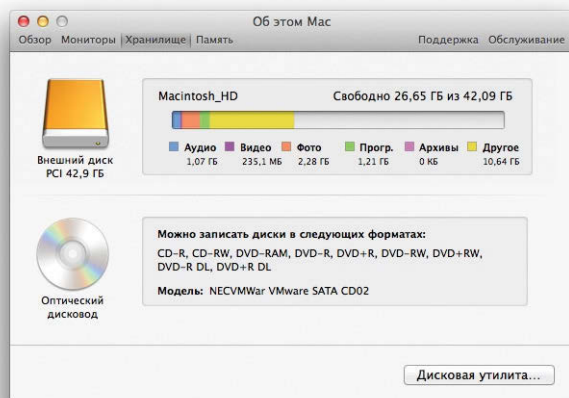 Об этом Mac
Обзор Мониторы Хранилище Память Поддержка Обслуживание
Macintosh_HD Свободно 26,65 ГБ из 42,09 ГБ
Аудио Видео Фото Прогр. Архивы Другое
1,07 ГБ 235,1 МБ 2,28 ГБ 1,21 ГБ 0 КБ 10,64 ГБ
Внешний диск
PCI 42,9 ГБ
Можно записать диски в следующих форматах:
CD-R, CD-RW, DVD-RAM, DVD-R, DVD+R, DVD-RW, DVD+RW,
DVD-R DL, DVD+R DL
Модель: NECVMWar VMware SATA CD02
Оптический
дисковод
Дисковая утилита...